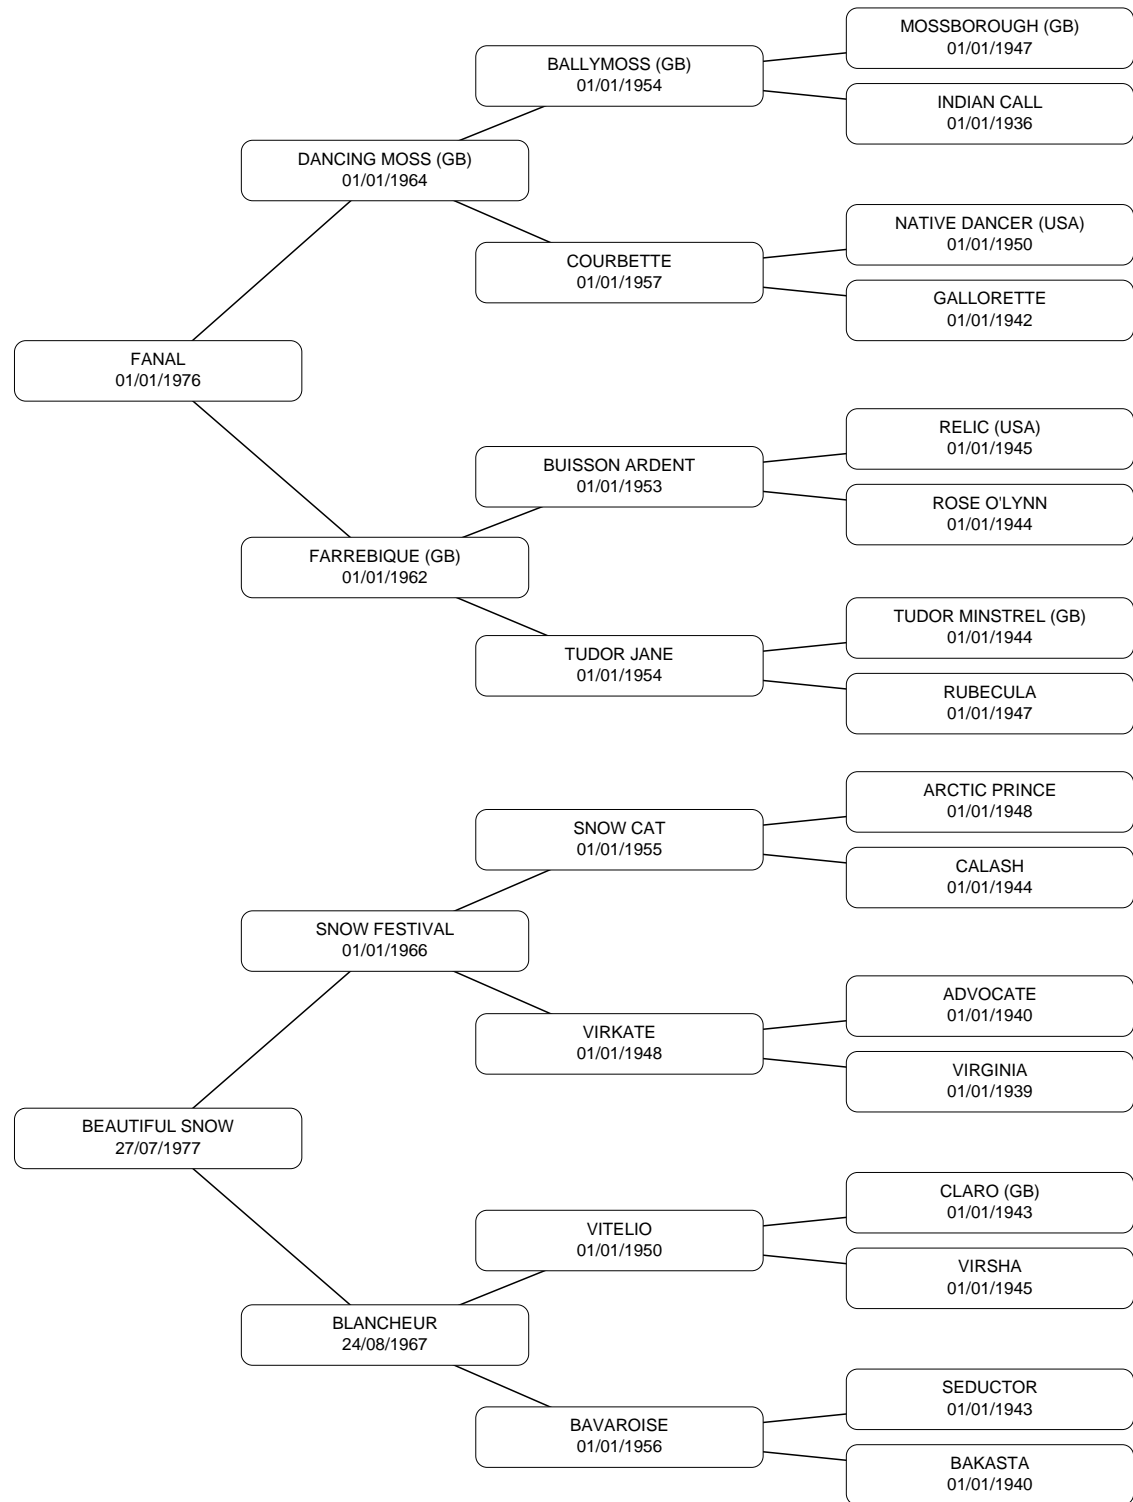 MOSSBOROUGH (GB)
01/01/1947
BALLYMOSS (GB)
01/01/1954
INDIAN CALL
01/01/1936
DANCING MOSS (GB)
01/01/1964
NATIVE DANCER (USA)
01/01/1950
COURBETTE
01/01/1957
GALLORETTE
01/01/1942
FANAL
01/01/1976
RELIC (USA)
01/01/1945
BUISSON ARDENT
01/01/1953
ROSE O'LYNN
01/01/1944
FARREBIQUE (GB)
01/01/1962
TUDOR MINSTREL (GB)
01/01/1944
TUDOR JANE
01/01/1954
RUBECULA
01/01/1947
ARCTIC PRINCE
01/01/1948
SNOW CAT
01/01/1955
CALASH
01/01/1944
SNOW FESTIVAL
01/01/1966
ADVOCATE
01/01/1940
VIRKATE
01/01/1948
VIRGINIA
01/01/1939
BEAUTIFUL SNOW
27/07/1977
CLARO (GB)
01/01/1943
VITELIO
01/01/1950
VIRSHA
01/01/1945
BLANCHEUR
24/08/1967
SEDUCTOR
01/01/1943
BAVAROISE
01/01/1956
BAKASTA
01/01/1940